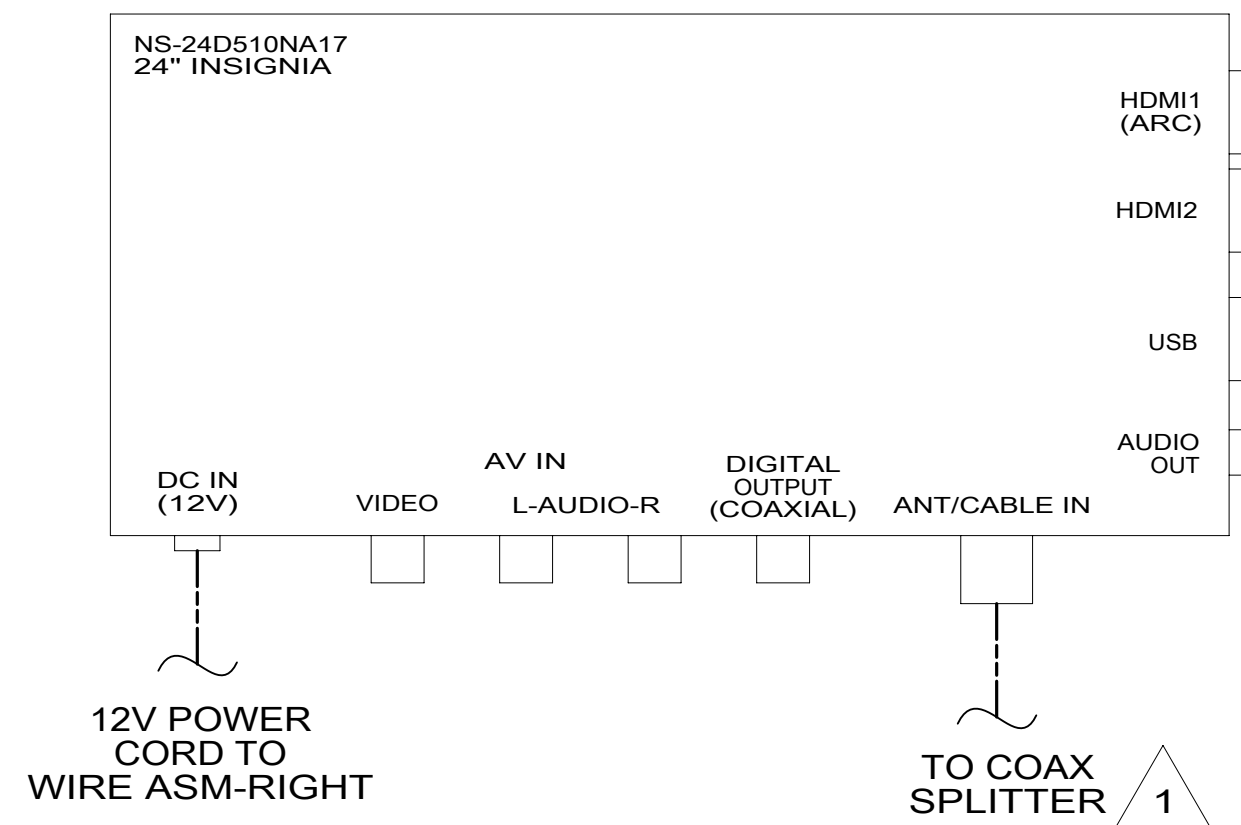 NS-24D510NA17
24" INSIGNIA
HDMI1
(ARC)
HDMI2
USB
AUDIO
OUT
DC IN
(12V)
VIDEO
AV IN
L-AUDIO-R
DIGITAL
OUTPUT
(COAXIAL)
ANT/CABLE IN
12V POWER
CORD TO
WIRE ASM-RIGHT
TO COAX
SPLITTER
1